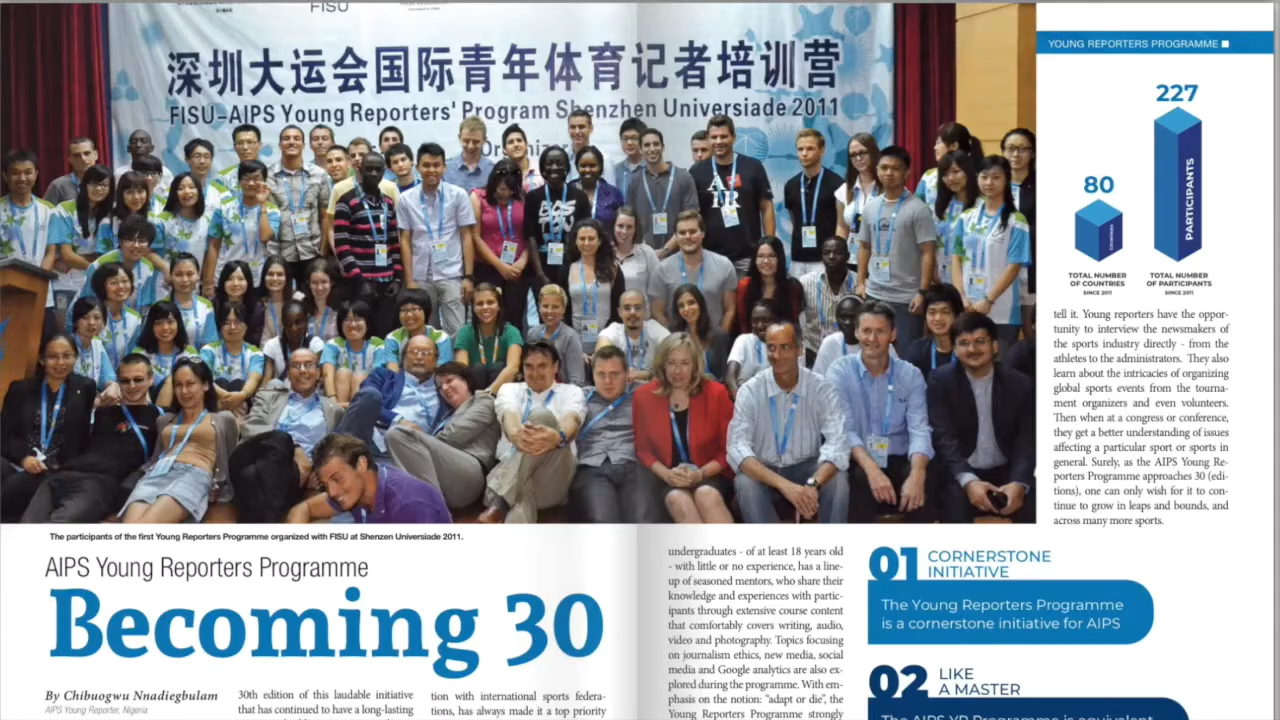 FISU
深圳大运会国际青年体育记者培训营
FISU-AIPS Young Reporters' Program Shenzhen Universiade 2011
YOUNG REPORTERS PROGRAMME
227
PARTICIPANTS
80
COUNTRIES
TOTAL NUMBER
OF COUNTRIES
SINCE 2011
TOTAL NUMBER
OF PARTICIPANTS
SINCE 2011
tell it. Young reporters have the oppor-
tunity to interview the newsmakers of
the sports industry directly - from the
athletes to the administrators. They also
learn about the intricacies of organizing
global sports events from the tourna-
ment organizers and even volunteers.
Then when at a congress or conference,
they get a better understanding of issues
affecting a particular sport or sports in
general. Surely, as the AIPS Young Re-
porters Programme approaches 30 (edi-
tions), one can only wish for it to con-
tinue to grow in leaps and bounds, and
across many more sports.
The participants of the first Young Reporters Programme organized with FISU at Shenzen Universiade 2011.
AIPS Young Reporters Programme
Becoming 30
By Chibuogwu Nnadiegbulam
AIPS Young Reporter, Nigeria
30th edition of this laudable initiative
that has continued to have a long-lasting
tion with international sports federa-
tions, has always made it a top priority
undergraduates - of at least 18 years old
- with little or no experience, has a line-
up of seasoned mentors, who share their
knowledge and experiences with partic-
ipants through extensive course content
that comfortably covers writing, audio,
video and photography. Topics focusing
on journalism ethics, new media, social
media and Google analytics are also ex-
plored during the programme. With em-
phasis on the notion: "adapt or die", the
Young Reporters Programme strongly
01 CORNERSTONE
INITIATIVE
The Young Reporters Programme
is a cornerstone initiative for AIPS
02 LIKE
A MASTER
The AIPS YR Programme is equivalent